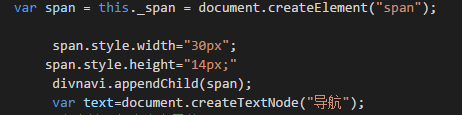 var span = this._span = document.createElement("span");
span.style.width="30px";
span.style.height="14px;"
divnavi.appendChild(span);
var text=document.createTextNode("导航");